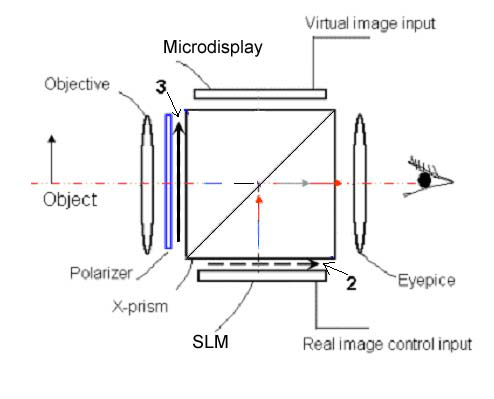 Virtual image input
Microdisplay
Objective
3
Object
Polarizer
Eyepice
2
X-prism
SLM
Real image control input